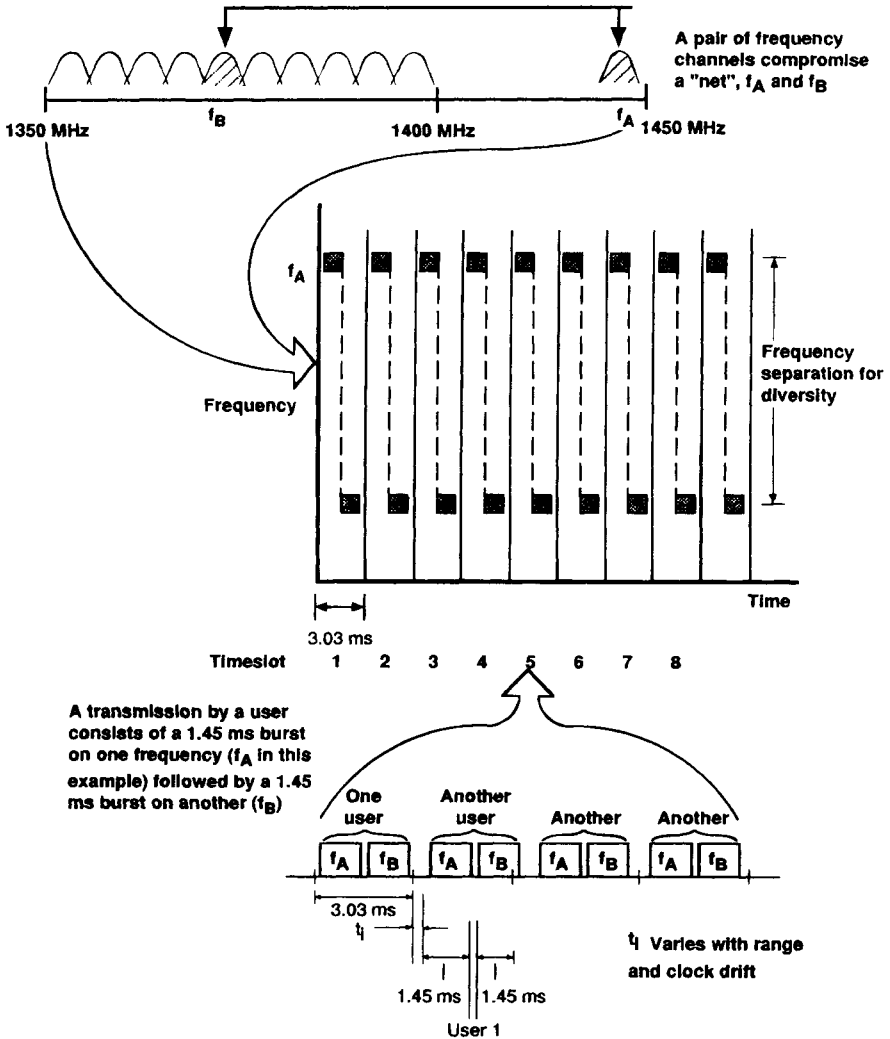 A pair of frequency
channels compromise
a "net", fA and fB
fB
fA
1350 MHz
1400 MHz
1450 MHz
fA
Frequency
separation for
diversity
Frequency
Time
3.03 ms
Timeslot 1 2 3 4 5 6 7 8
A transmission by a user
consists of a 1.45 ms burst
on one frequency (fA in this
example) followed by a 1.45
ms burst on another (fB)
One
user
Another
user
Another
Another
fA fB fA fB fA fB fA fB
3.03 ms
ti
ti Varies with range
and clock drift
1.45 ms
1.45 ms
User 1